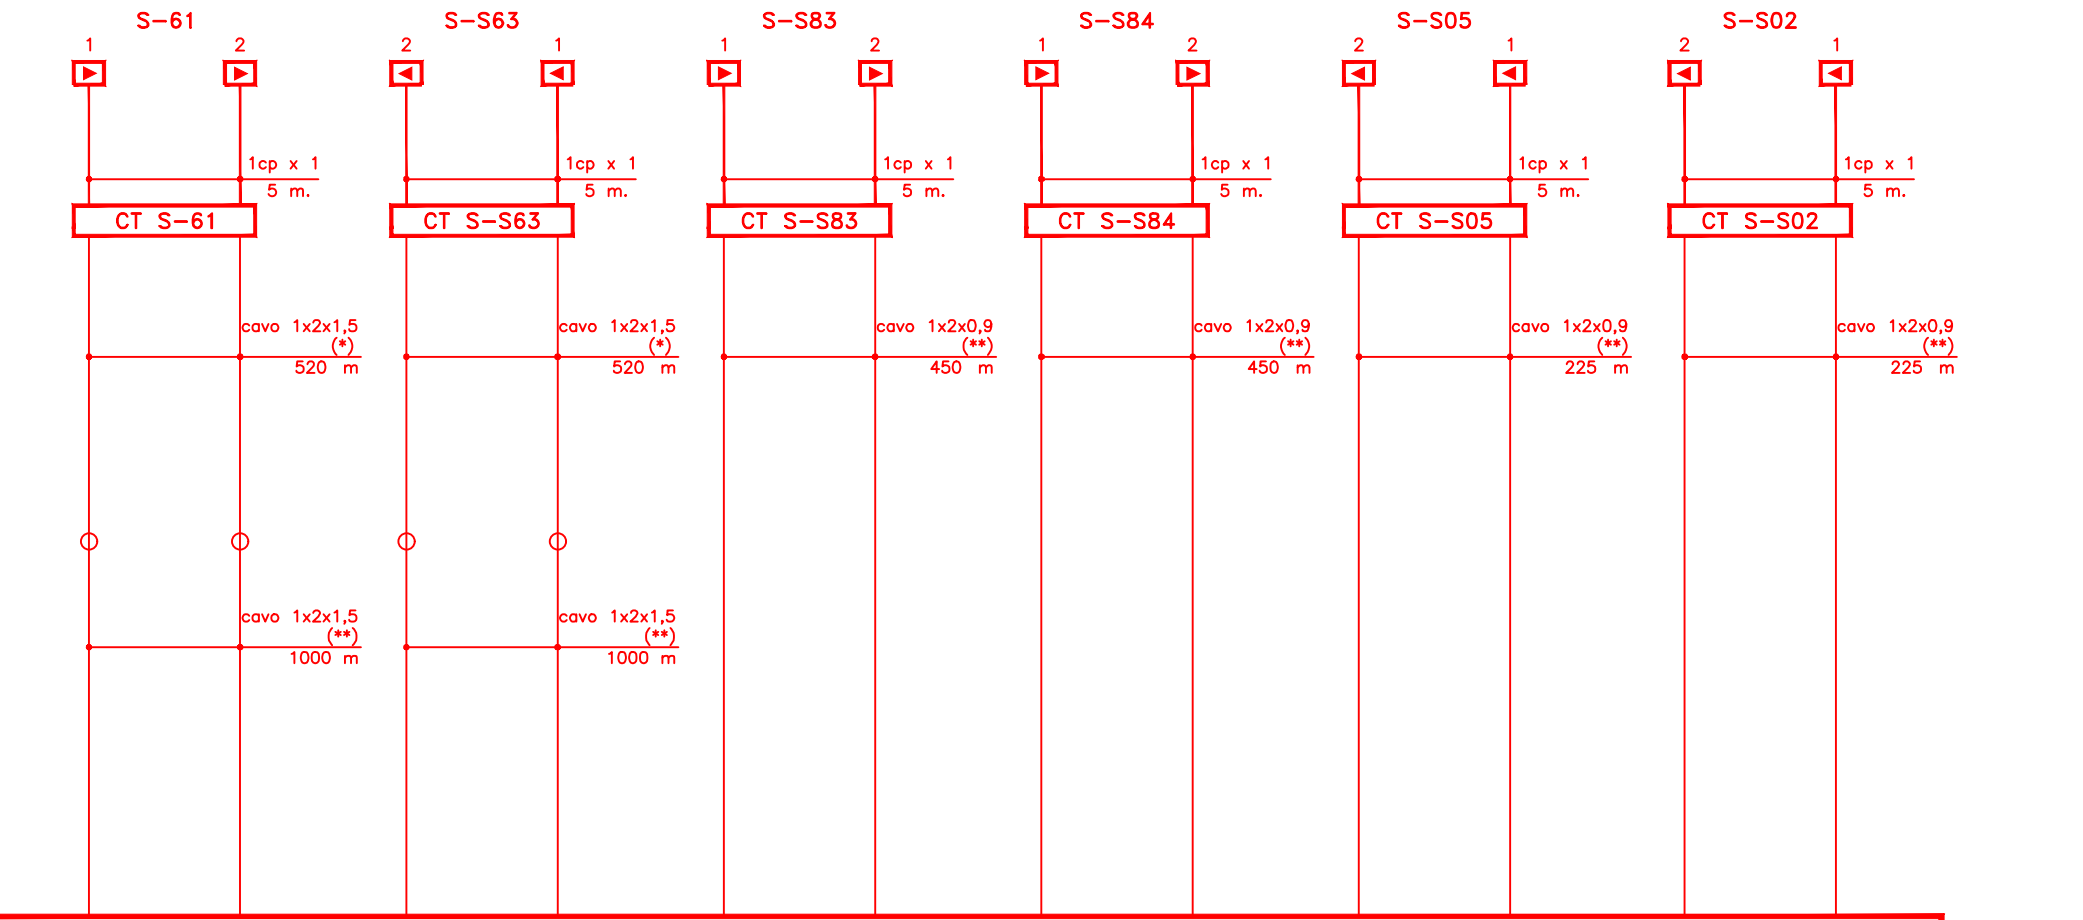 S-61 S-S63 S-S83 S-S84 S-S05 S-S02
1 2 2 1 1 2 1 2 2 1 2 1
1cp x 1 1cp x 1 1cp x 1 1cp x 1 1cp x 1 1cp x 1
5 m. 5 m. 5 m. 5 m. 5 m. 5 m.
CT S-61 CT S-S63 CT S-S83 CT S-S84 CT S-S05 CT S-S02
cavo 1x2x1,5 cavo 1x2x1,5 cavo 1x2x0,9 cavo 1x2x0,9 cavo 1x2x0,9 cavo 1x2x0,9
(*) (*) (**) (**) (**) (**)
520 m 520 m 450 m 450 m 225 m 225 m
cavo 1x2x1,5 cavo 1x2x1,5
(**) (**)
1000 m 1000 m